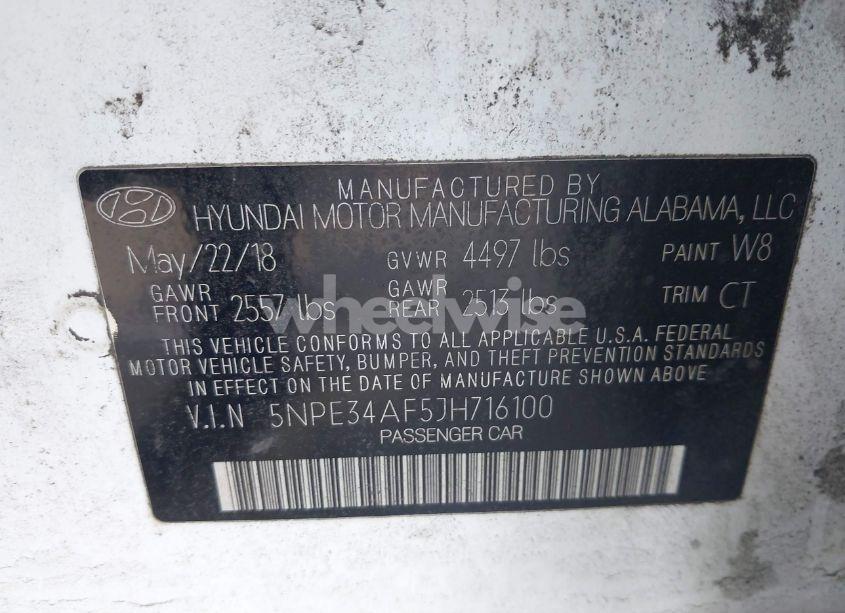 MANUFACTURED BY
HYUNDAI MOTOR MANUFACTURING ALABAMA, LLC
May/22/18 GVWR 4497 lbs PAINT W8
GAWR FRONT 2557 lbs GAWR REAR 2513 lbs TRIM CT
wheelwise
THIS VEHICLE CONFORMS TO ALL APPLICABLE U.S.A. FEDERAL
MOTOR VEHICLE SAFETY, BUMPER, AND THEFT PREVENTION STANDARDS
IN EFFECT ON THE DATE OF MANUFACTURE SHOWN ABOVE
V.I.N 5NPE34AF5JH716100
PASSENGER CAR